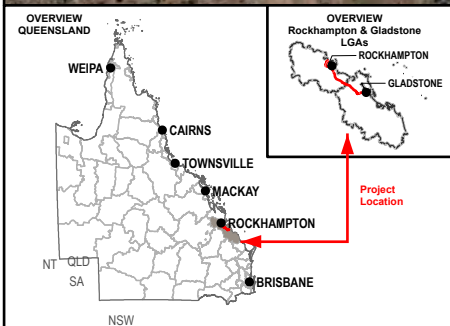 OVERVIEW
QUEENSLAND
WEIPA
CAIRNS
TOWNSVILLE
MACKAY
ROCKHAMPTON
BRISBANE
NT QLD
SA
NSW
OVERVIEW
Rockhampton & Gladstone
LGAs
ROCKHAMPTON
GLADSTONE
Project
Location